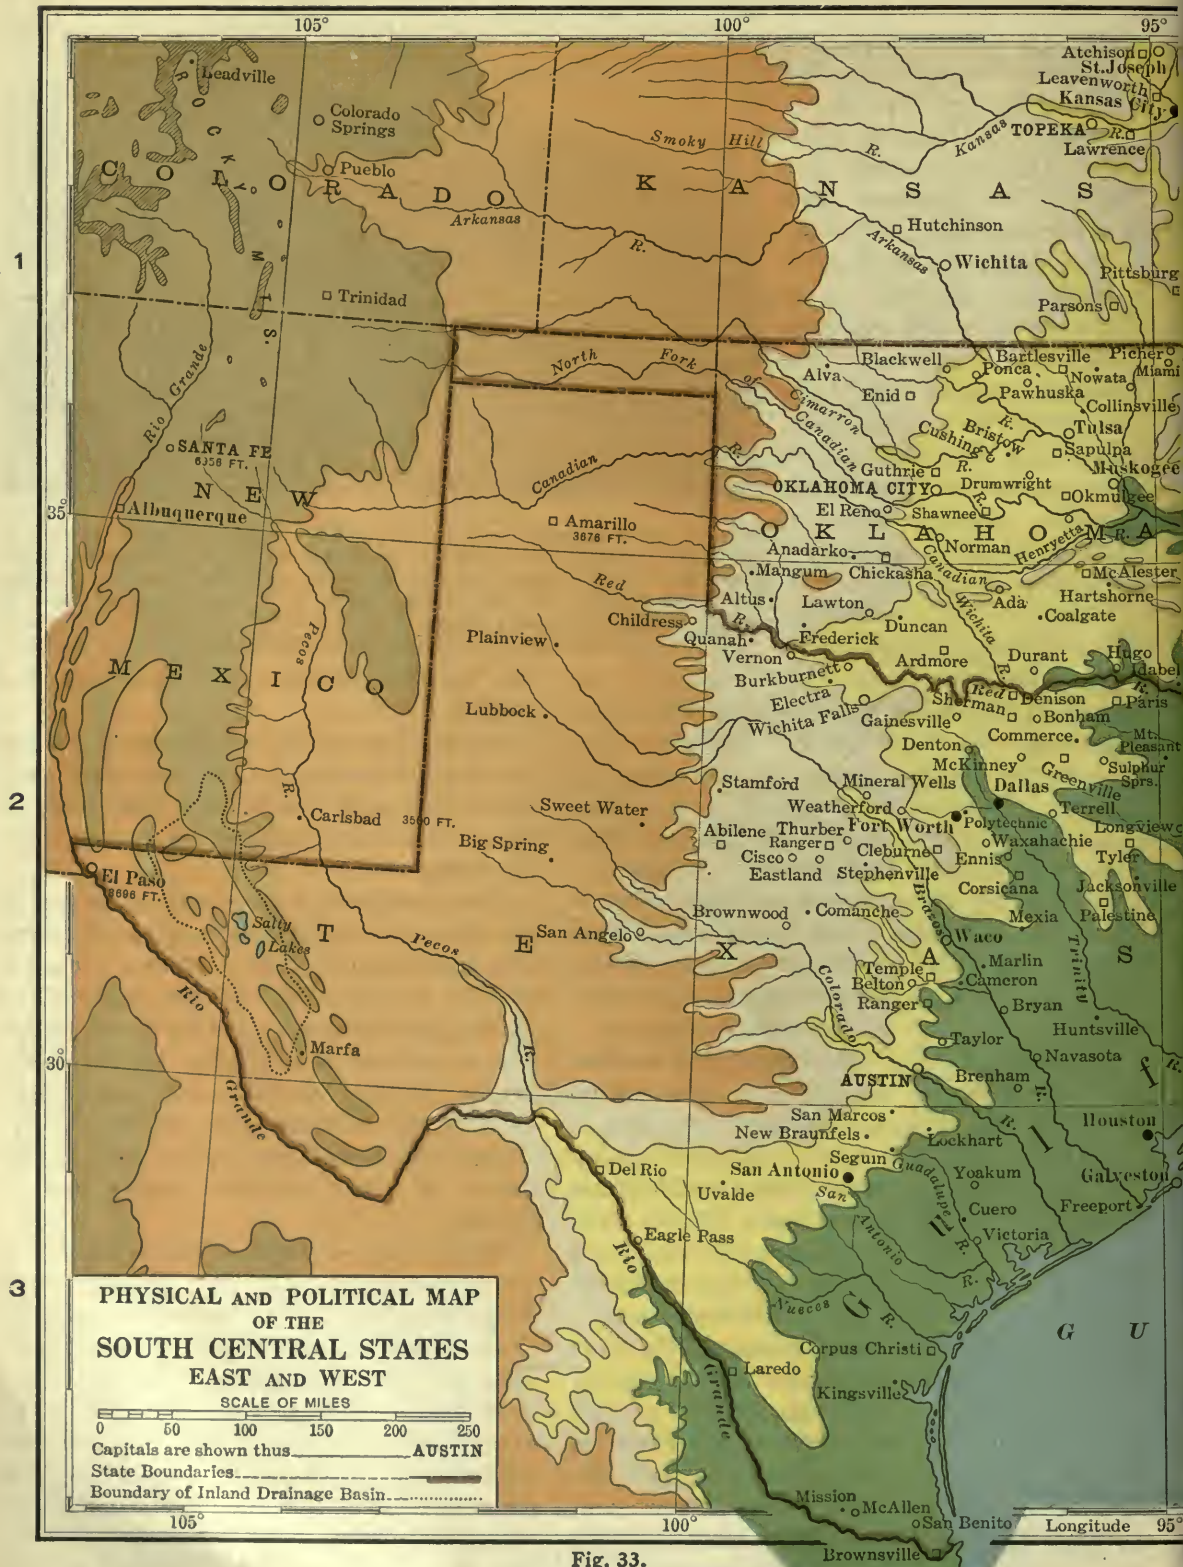 105°
100°
95°
Leadville
Colorado
Springs
Pueblo
C O L O R A D O
ROCKY MTS.
Arkansas
R.
Trinidad
K A N S A S
Smoky Hill
R.
Kansas
R.
Atchison
St. Joseph
Leavenworth
Kansas City
TOPEKA
Lawrence
Hutchinson
Arkansas
Wichita
Pittsburg
Parsons
1
Rio Grande
SANTA FE
N E W
Albuquerque
35°
M E X I C O
Pecos
R.
Carlsbad
3500 FT.
North Fork of
Canadian
R.
Cimarron
Canadian
Blackwell
Alva
Enid
Bartlesville
Picher
Ponca
Miami
Nowata
Pawhuska
Collinsville
R.
Bristow
Cushing
Tulsa
Sapulpa
Guthrie
R.
Muskogee
Drumwright
OKLAHOMA CITY
R.
Okmulgee
El Reno
Shawnee
O K L A H O M A
R.
Norman
Henryetta
Anadarko
Chickasha
Canadian
McAlester
Mangum
Hartshorne
Altus
Lawton
Ada
Coalgate
Wichita
R.
Duncan
Frederick
Ardmore
Durant
Hugo
Idabel
Amarillo
3676 FT.
Red
R.
Childress
Quanah
Plainview
Vernon
Burkburnett
Electra
Wichita Falls
Red
R.
Sherman
Denison
Paris
Lubbock
Gainesville
Bonham
Commerce
Mt.
Pleasant
Denton
McKinney
Greenville
Sulphur
Sprs.
2
Stamford
Mineral Wells
Dallas
Weatherford
Terrell
Sweet Water
Abilene
Thurber
Fort Worth
Polytechnic
Longview
Ranger
Waxahachie
Big Spring
Cisco
Cleburne
Ennis
Tyler
Eastland
Stephenville
Corsicana
Jacksonville
El Paso
3696 FT.
Brownwood
Comanche
Brazos
Mexia
Palestine
Salty
Lakes
T E X A S
San Angelo
Waco
Pecos
R.
Marlin
Trinity
Temple
Belton
Cameron
Colorado
Ranger
Bryan
Huntsville
Rio
Grande
Marfa
Taylor
Navasota
R.
30°
AUSTIN
Brenham
R.
R.
San Marcos
New Braunfels
Lockhart
Houston
Del Rio
San Antonio
Seguin
Guadalupe
R.
Yoakum
Galveston
Uvalde
San
Antonio
R.
Cuero
Freeport
Eagle Pass
Victoria
Rio
Grande
Nueces
R.
G u l f
3
Corpus Christi
G U
Laredo
Kingsville
Mission
McAllen
San Benito
Brownsville
PHYSICAL AND POLITICAL MAP
OF THE
SOUTH CENTRAL STATES
EAST AND WEST
SCALE OF MILES
0 50 100 150 200 250
Capitals are shown thus AUSTIN
State Boundaries
Boundary of Inland Drainage Basin
105°
100°
Longitude 95°
Fig. 33.